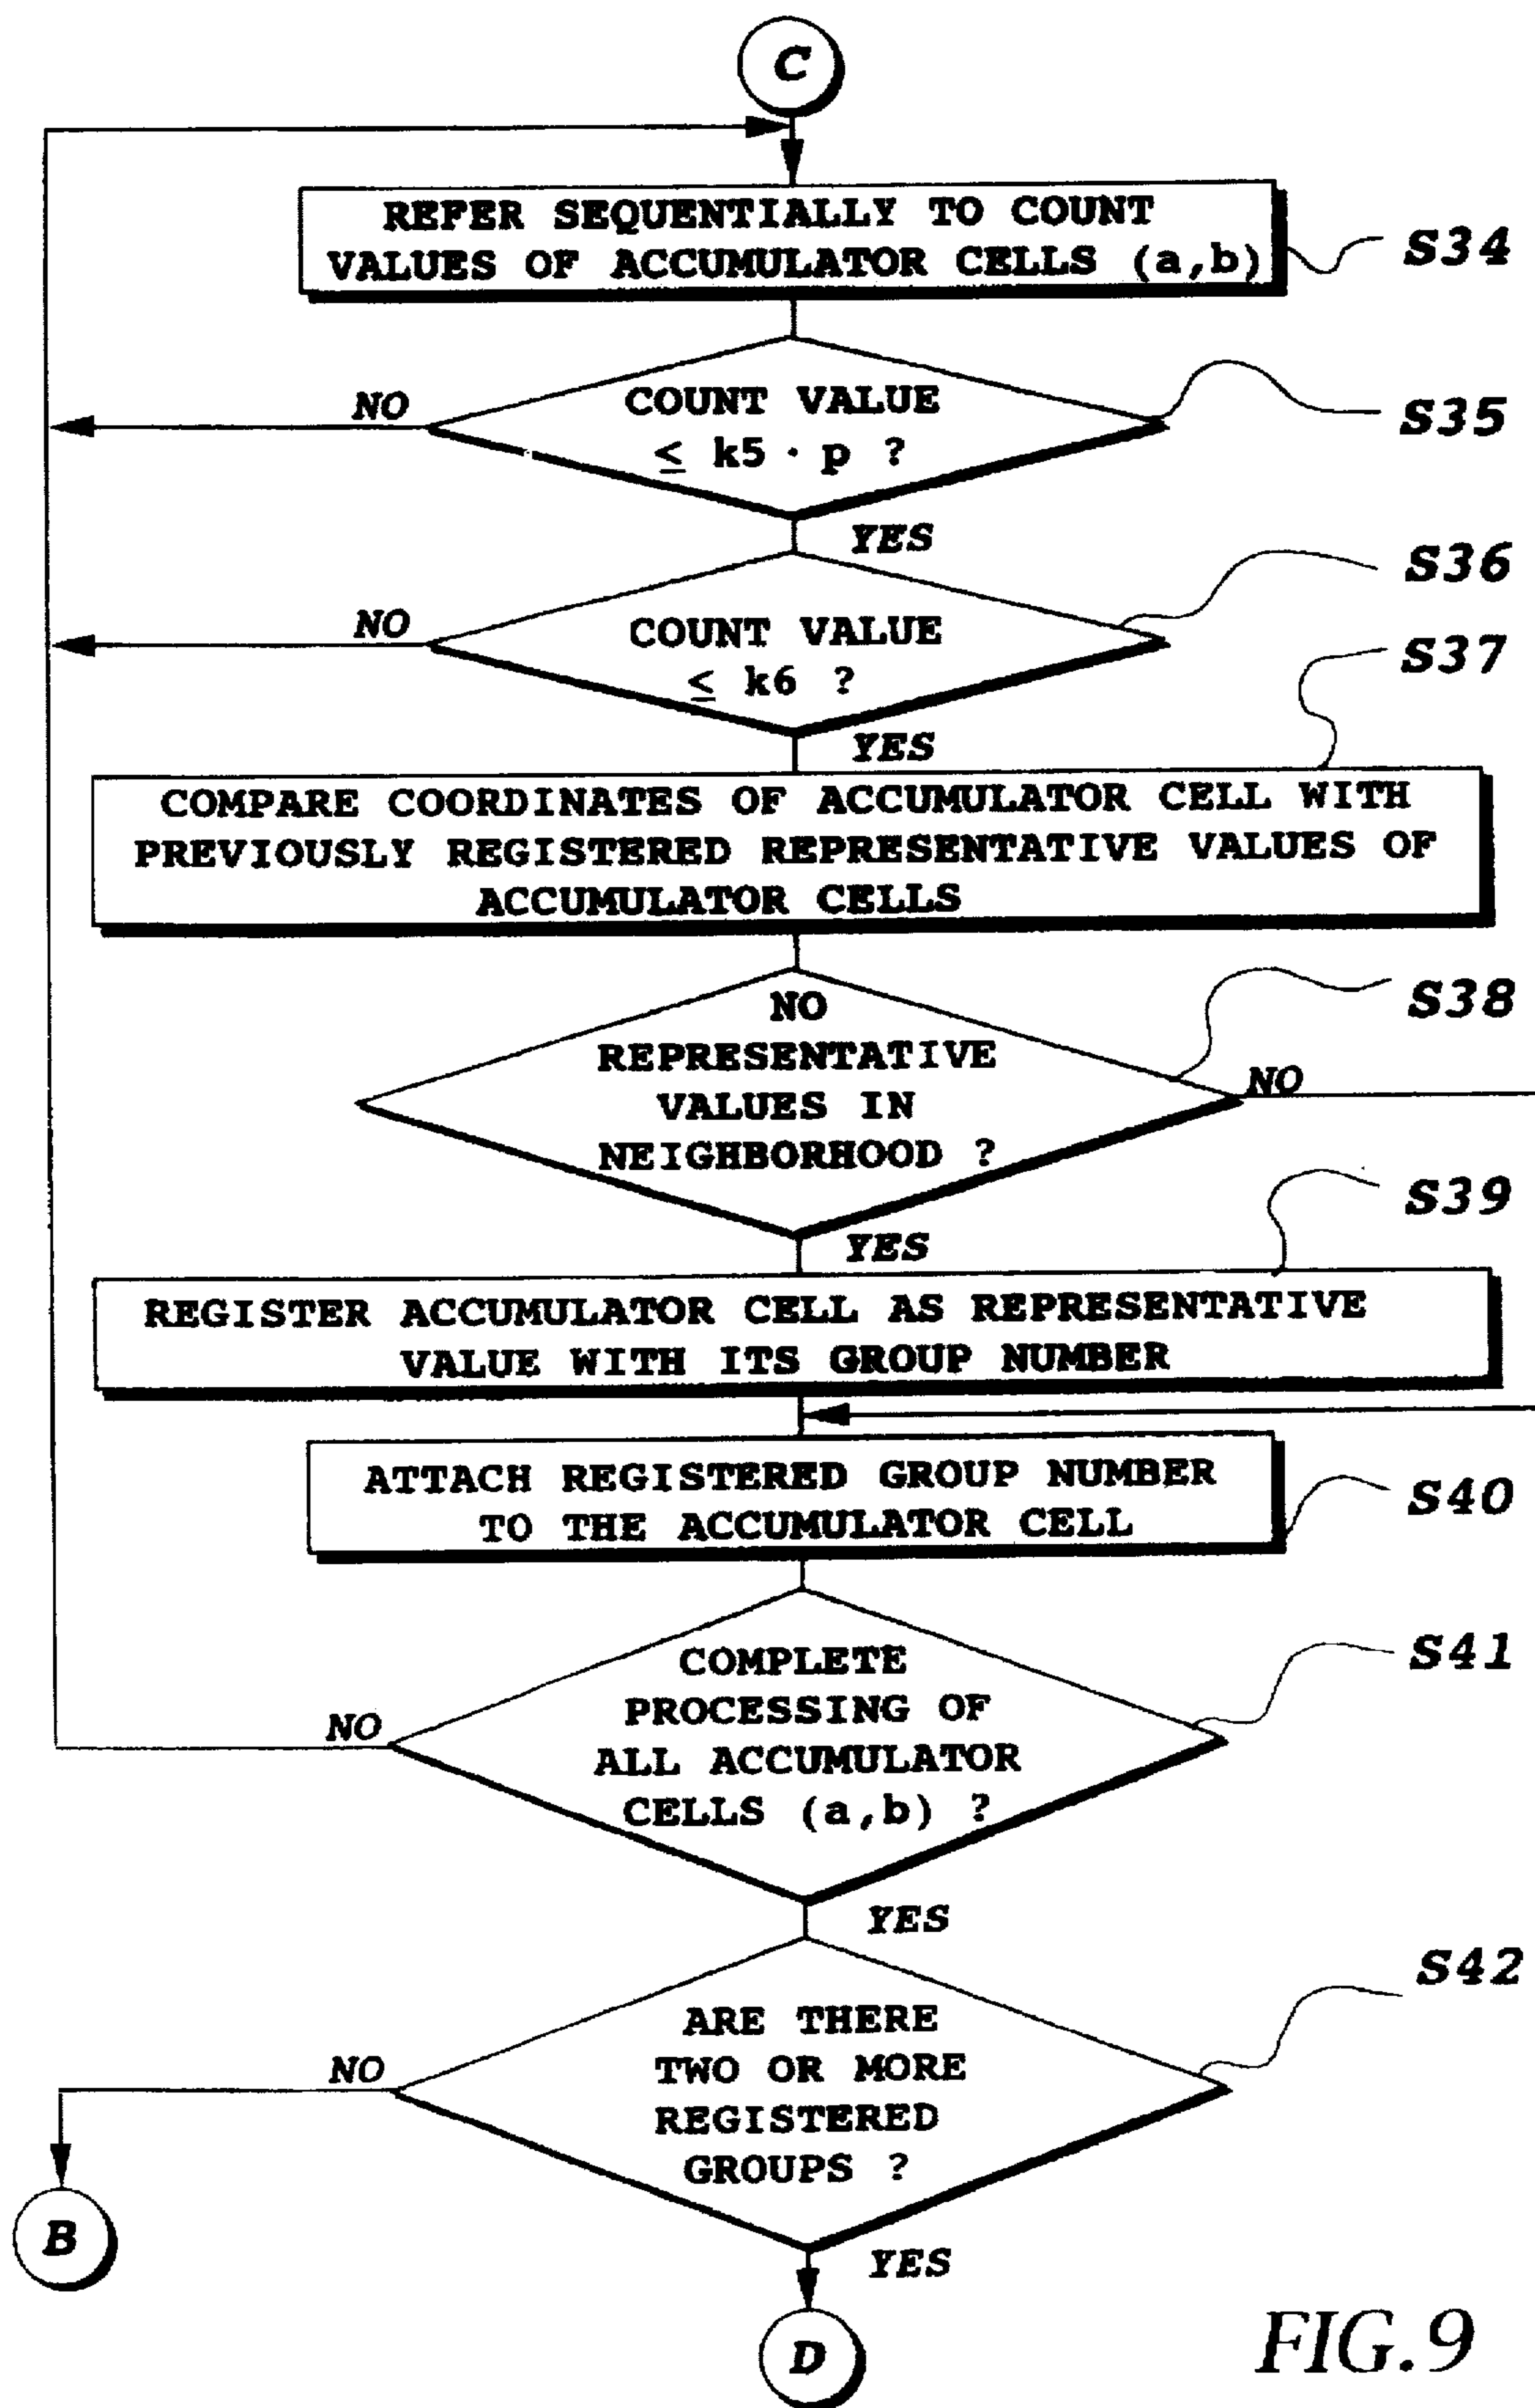 C
REFER SEQUENTIALLY TO COUNT
VALUES OF ACCUMULATOR CELLS (a,b)
S34
COUNT VALUE
≤ k5 · p ?
NO
S35
YES
COUNT VALUE
≤ k6 ?
NO
S36
YES
S37
COMPARE COORDINATES OF ACCUMULATOR CELL WITH
PREVIOUSLY REGISTERED REPRESENTATIVE VALUES OF
ACCUMULATOR CELLS
NO
REPRESENTATIVE
VALUES IN
NEIGHBORHOOD ?
S38
NO
YES
S39
REGISTER ACCUMULATOR CELL AS REPRESENTATIVE
VALUE WITH ITS GROUP NUMBER
ATTACH REGISTERED GROUP NUMBER
TO THE ACCUMULATOR CELL
S40
COMPLETE
PROCESSING OF
ALL ACCUMULATOR
CELLS (a,b) ?
S41
NO
YES
ARE THERE
TWO OR MORE
REGISTERED
GROUPS ?
S42
NO
B
YES
D
FIG. 9